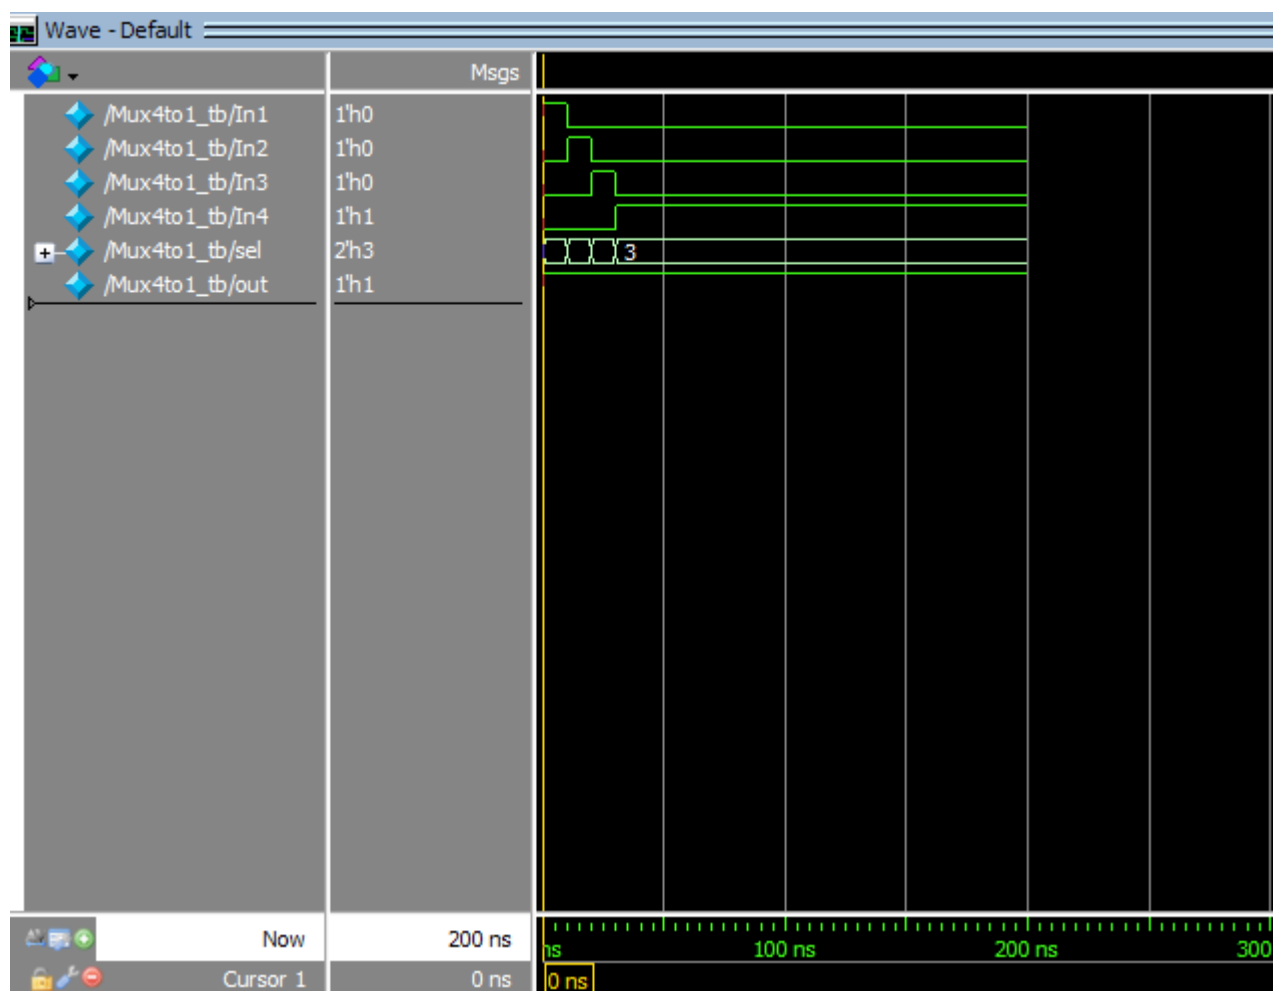 Wave - Default
Msgs
/Mux4to1_tb/In1 1'h0
/Mux4to1_tb/In2 1'h0
/Mux4to1_tb/In3 1'h0
/Mux4to1_tb/In4 1'h1
/Mux4to1_tb/sel 2'h3 3
/Mux4to1_tb/out 1'h1
Now 200 ns ns 100 ns 200 ns 300
Cursor 1 0 ns 0 ns